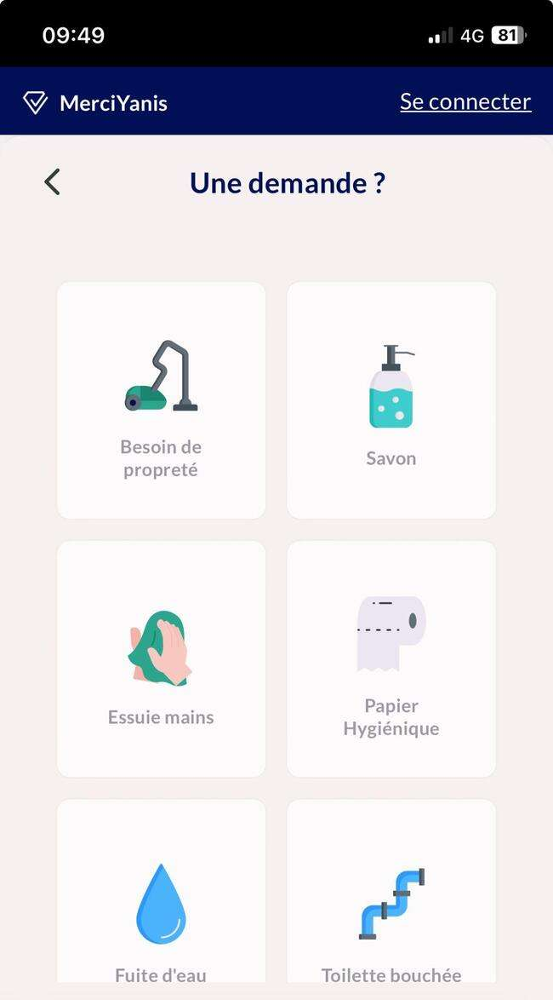 09:49
4G 81
MerciYanis
Se connecter
Une demande ?
Besoin de
propreté
Savon
Essuie mains
Papier
Hygiénique
Fuite d'eau
Toilette bouchée